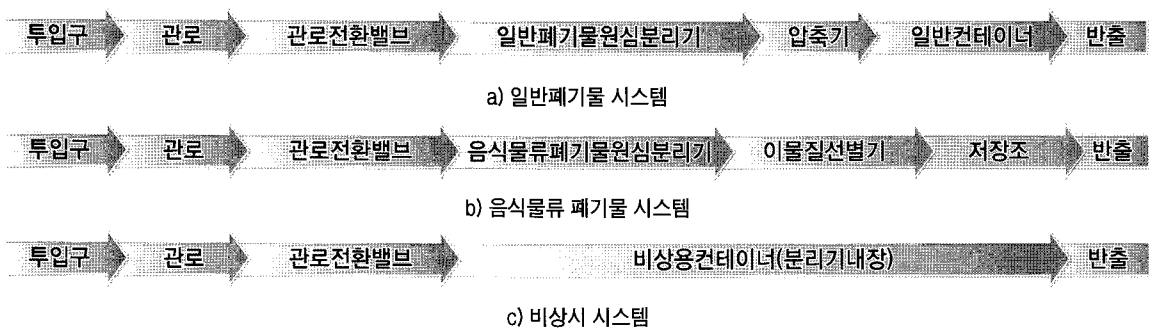 투입구 관로 관로전환밸브 일반폐기물원심분리기 압축기 일반컨테이너 반출
a) 일반폐기물 시스템
투입구 관로 관로전환밸브 음식물류폐기물원심분리기 이물질선별기 저장조 반출
b) 음식물류 폐기물 시스템
투입구 관로 관로전환밸브 비상용컨테이너(분리기내장) 반출
c) 비상시 시스템